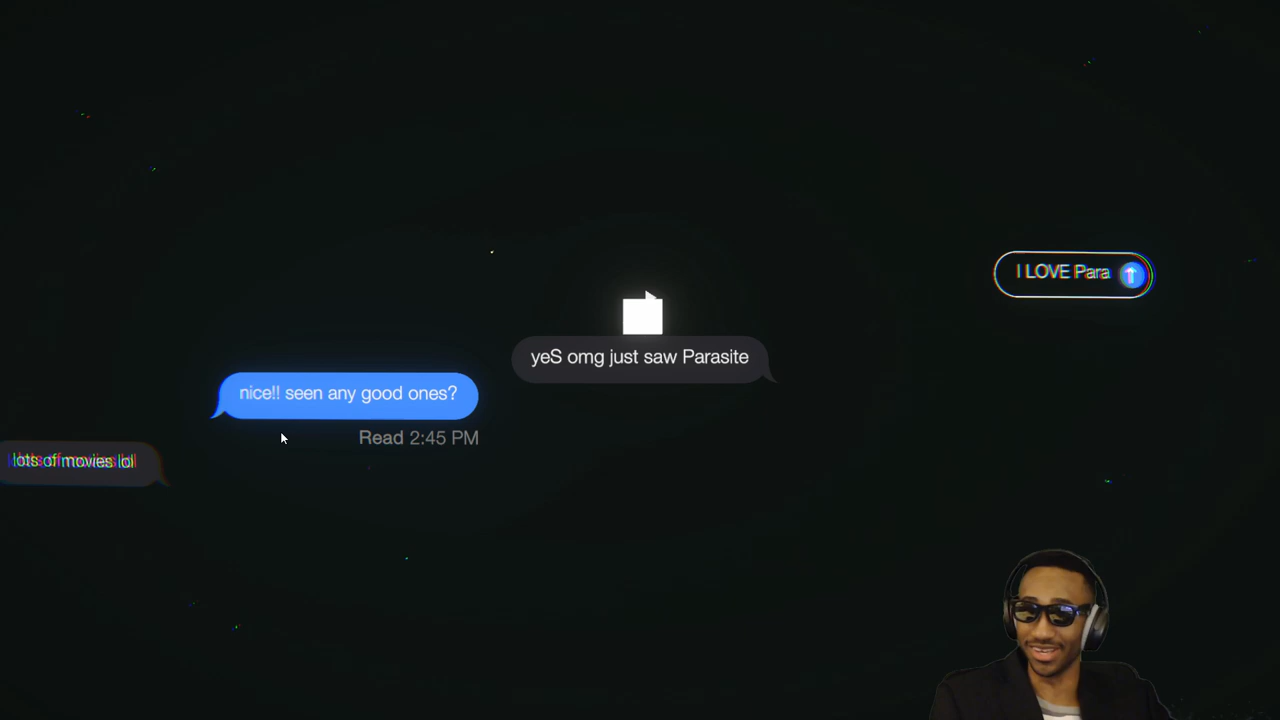 lots of movies lol
nice!! seen any good ones?
Read 2:45 PM
yeS omg just saw Parasite
I LOVE Para